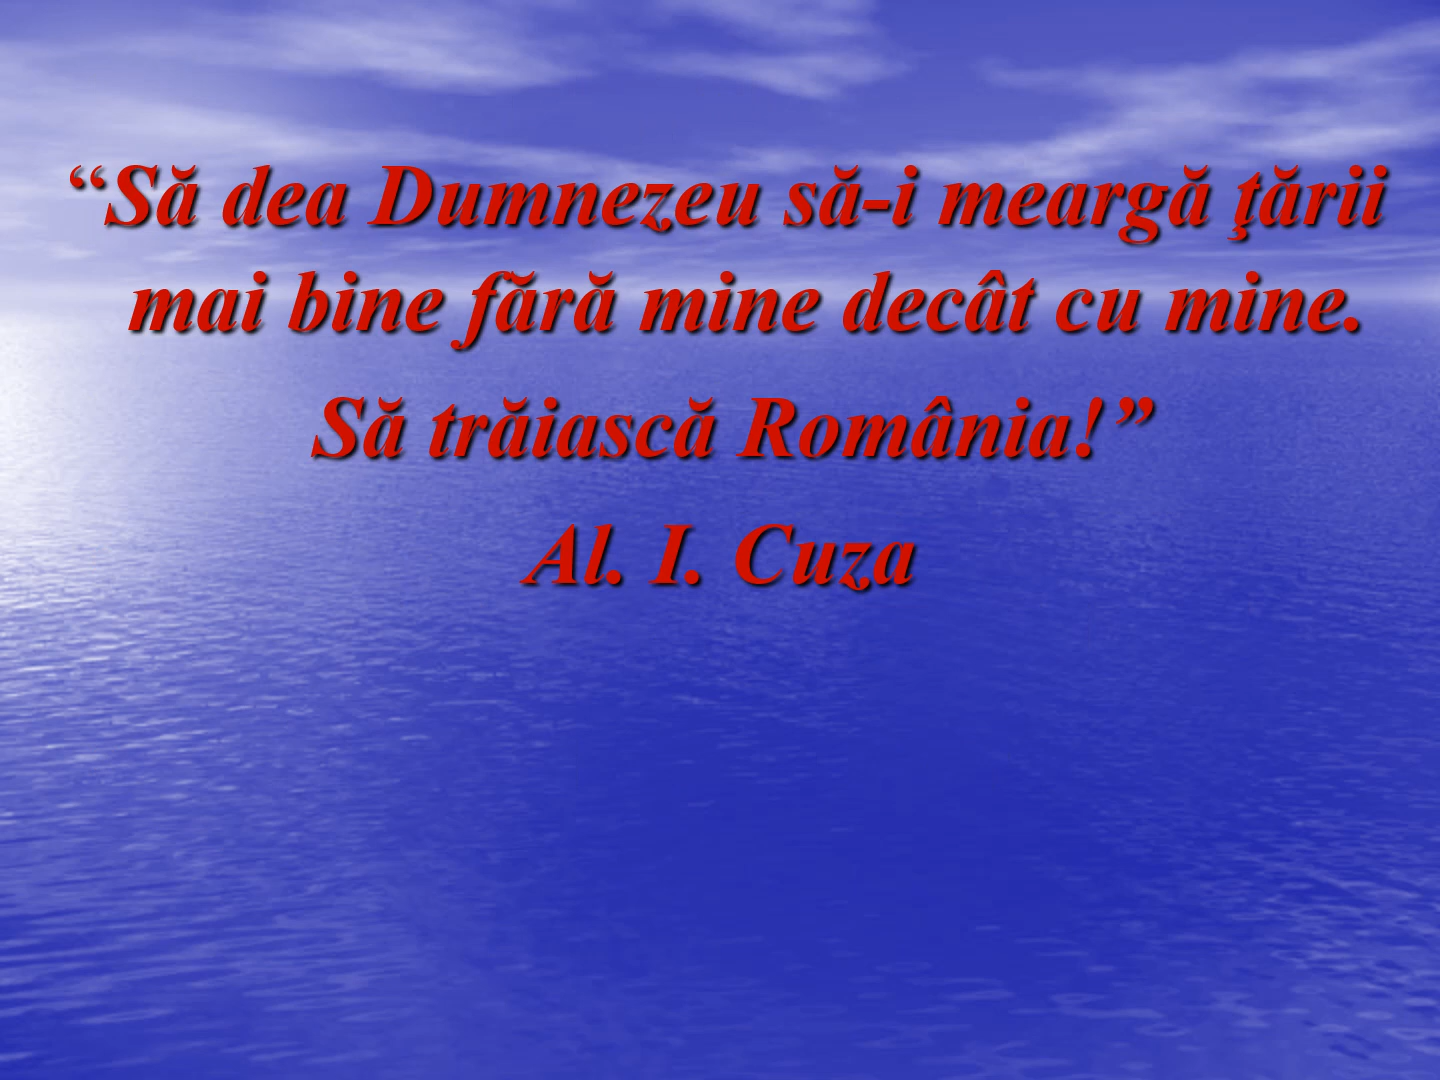 “Să dea Dumnezeu să-i meargă ţării
mai bine fără mine decât cu mine.
Să trăiască România!”
Al. I. Cuza